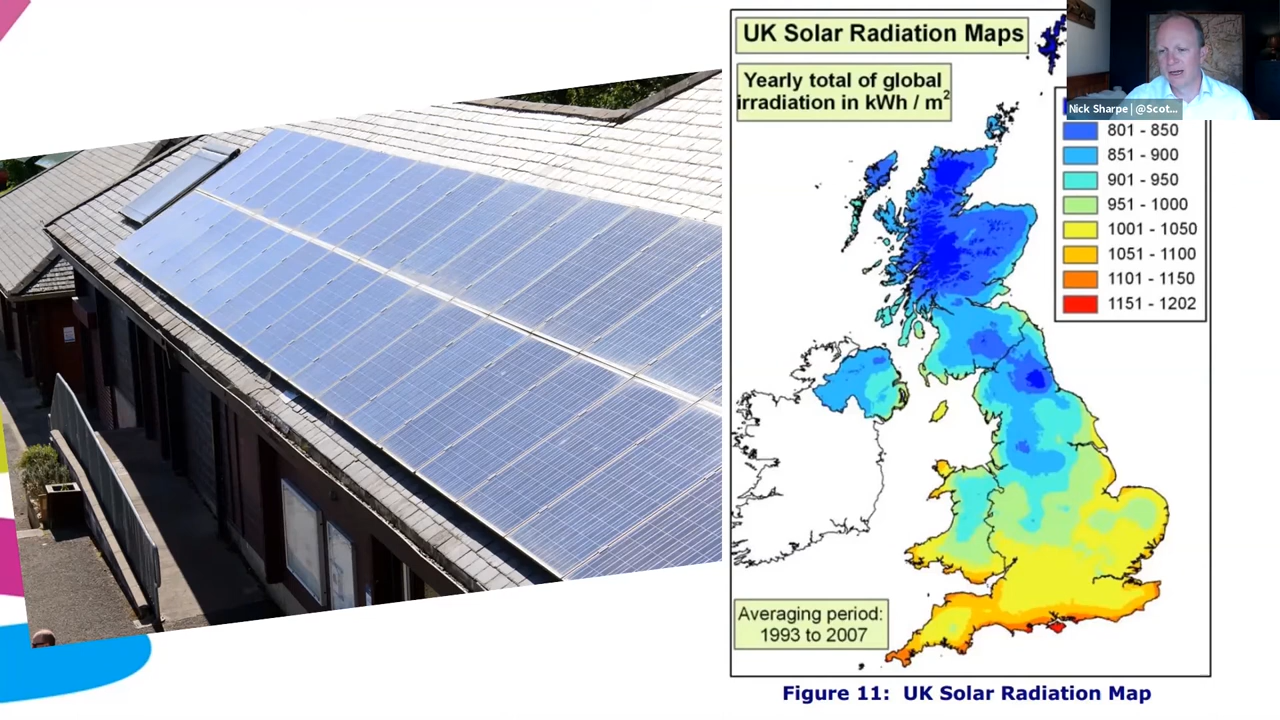 UK Solar Radiation Maps
Yearly total of global
irradiation in kWh / m2
Nick Sharpe | @Scot...
801 - 850
851 - 900
901 - 950
951 - 1000
1001 - 1050
1051 - 1100
1101 - 1150
1151 - 1202
Averaging period:
1993 to 2007
Figure 11: UK Solar Radiation Map